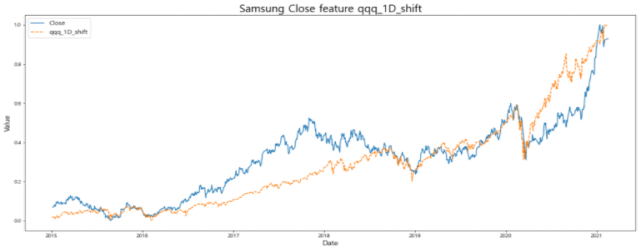 Samsung Close feature qqq_1D_shift
Close
qqq_1D_shift
1.0
0.8
0.6
0.4
0.2
0.0
Value
2015 2016 2017 2018 2019 2020 2021
Date